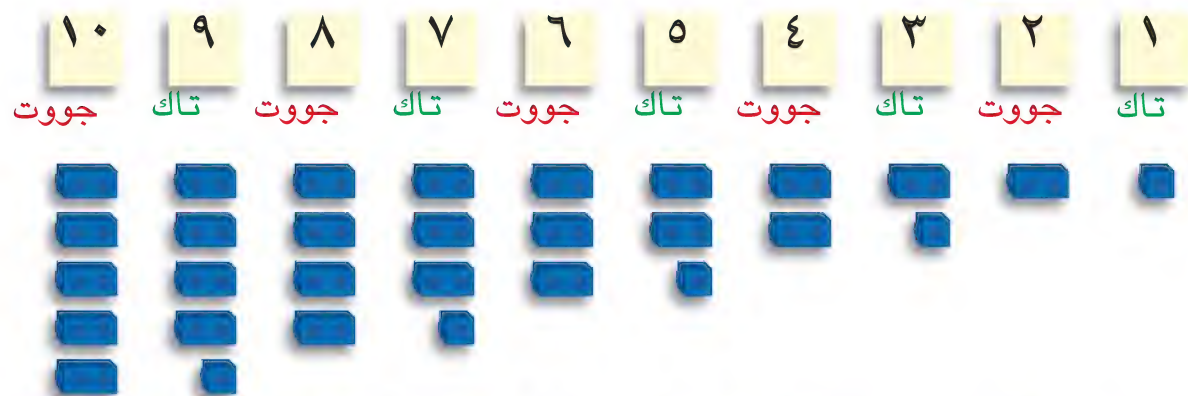 ١ ٢ ٣ ٤ ٥ ٦ ٧ ٨ ٩ ١٠
تاك جووت تاك جووت تاك جووت تاك جووت تاك جووت